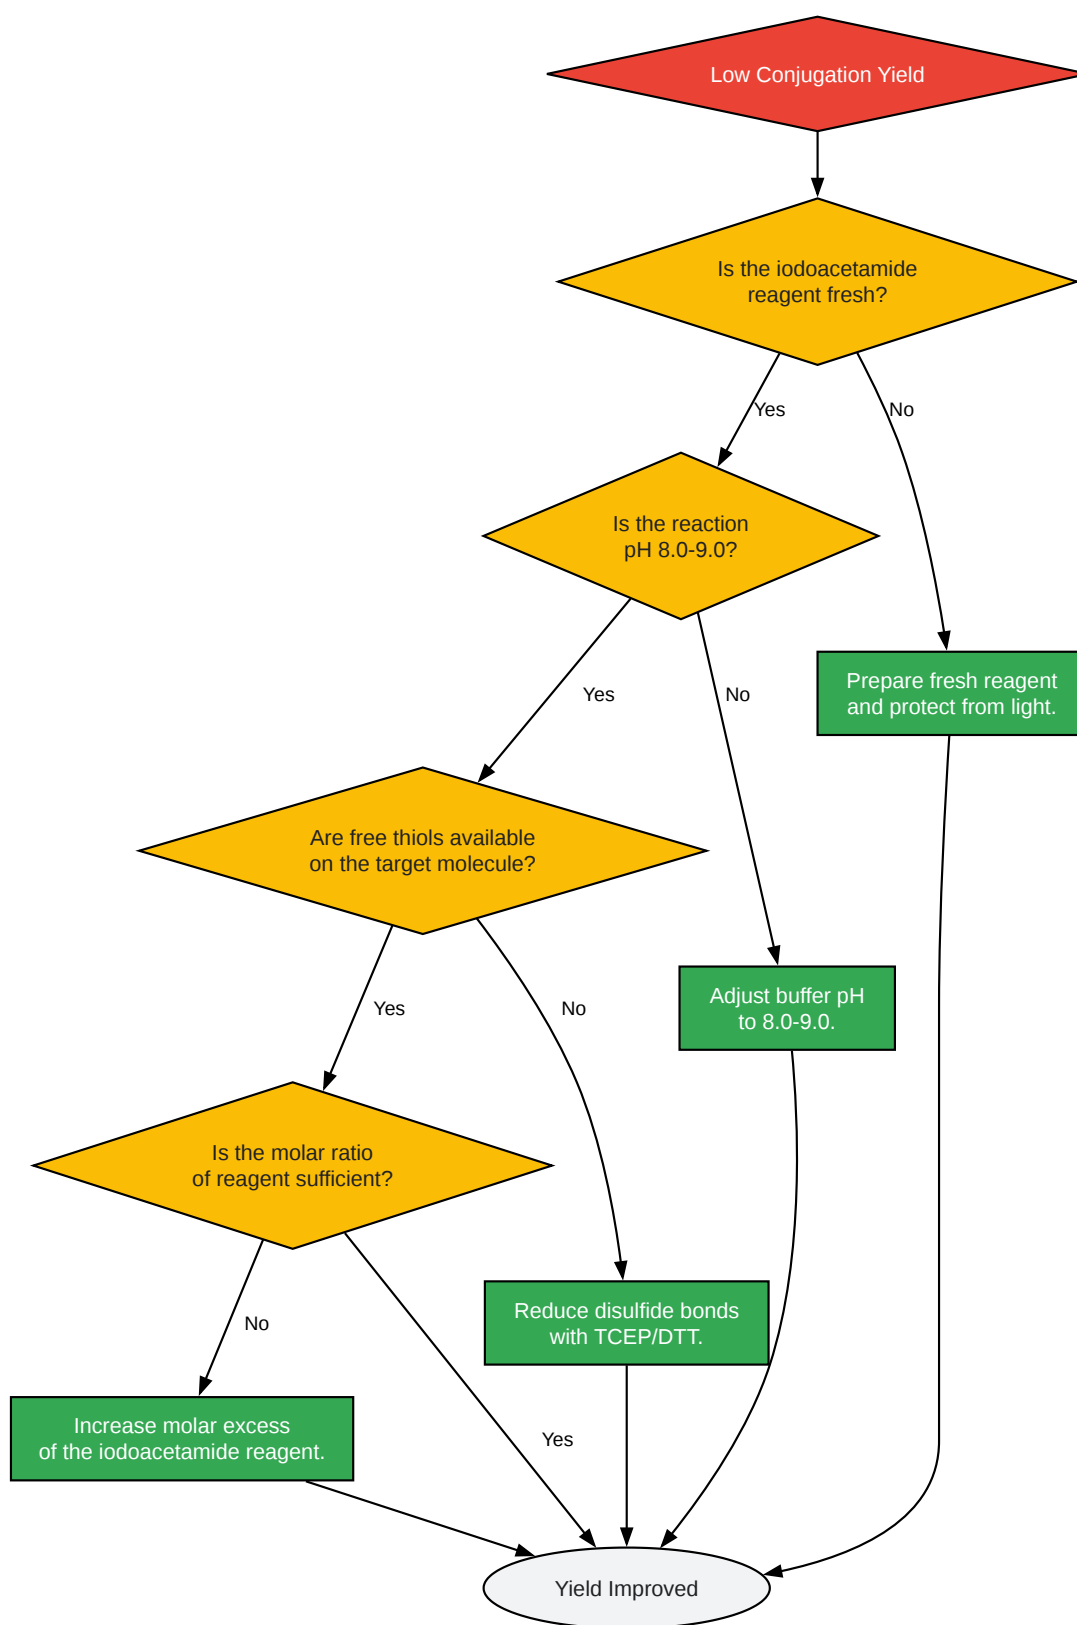 Low Conjugation Yield
Is the iodoacetamide
reagent fresh?
Yes
No
Is the reaction
pH 8.0-9.0?
Prepare fresh reagent
and protect from light.
Yes
No
Are free thiols available
on the target molecule?
Adjust buffer pH
to 8.0-9.0.
Yes
No
Is the molar ratio
of reagent sufficient?
Reduce disulfide bonds
with TCEP/DTT.
No
Increase molar excess
of the iodoacetamide reagent.
Yes
Yield Improved